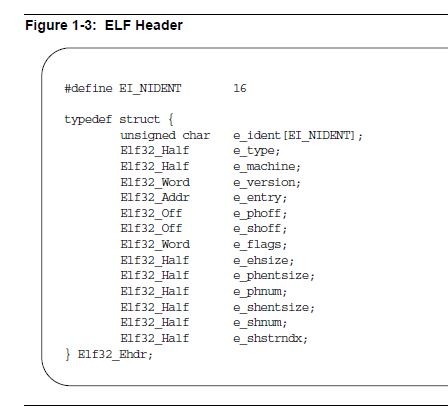 Figure 1-3: ELF Header
#define EI_NIDENT 16
typedef struct {
unsigned char e_ident[EI_NIDENT];
Elf32_Half e_type;
Elf32_Half e_machine;
Elf32_Word e_version;
Elf32_Addr e_entry;
Elf32_Off e_phoff;
Elf32_Off e_shoff;
Elf32_Word e_flags;
Elf32_Half e_ehsize;
Elf32_Half e_phentsize;
Elf32_Half e_phnum;
Elf32_Half e_shentsize;
Elf32_Half e_shnum;
Elf32_Half e_shstrndx;
} Elf32_Ehdr;